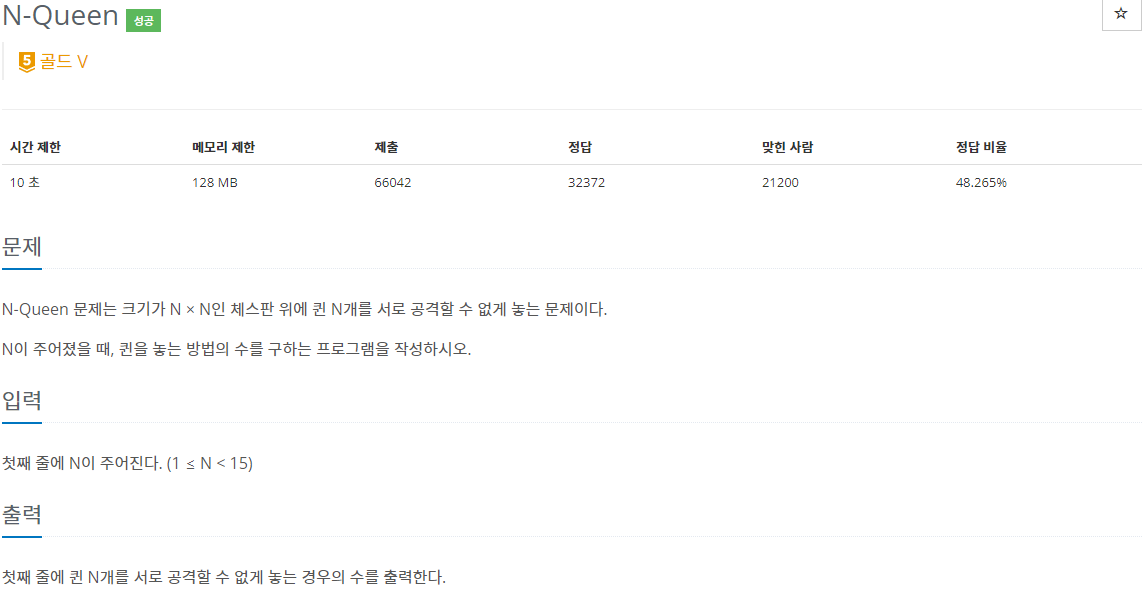 N-Queen 성공
☆
5 골드 V
시간 제한 메모리 제한 제출 정답 맞힌 사람 정답 비율
10 초 128 MB 66042 32372 21200 48.265%
문제
N-Queen 문제는 크기가 N × N인 체스판 위에 퀸 N개를 서로 공격할 수 없게 놓는 문제이다.
N이 주어졌을 때, 퀸을 놓는 방법의 수를 구하는 프로그램을 작성하시오.
입력
첫째 줄에 N이 주어진다. (1 ≤ N < 15)
출력
첫째 줄에 퀸 N개를 서로 공격할 수 없게 놓는 경우의 수를 출력한다.